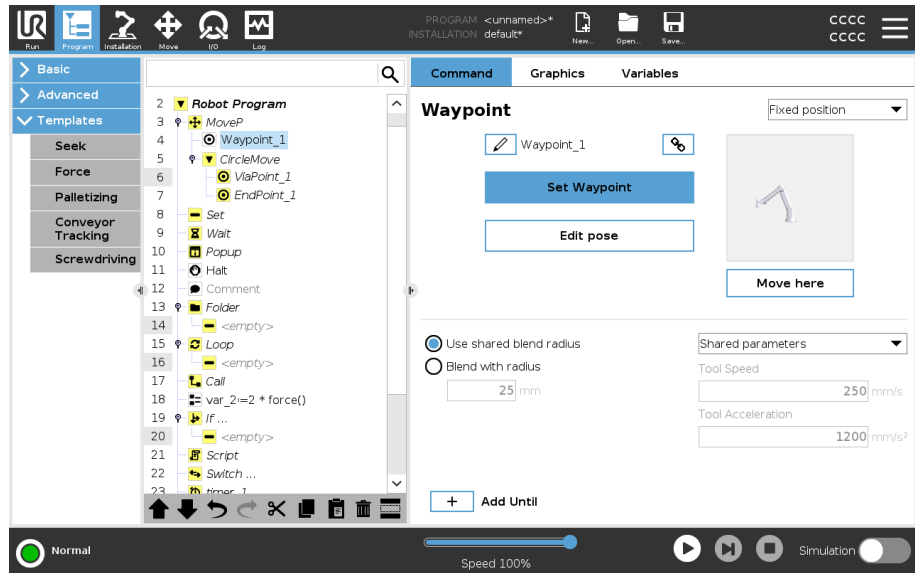 PROGRAM <unnamed>*
INSTALLATION default*
Run
Program
Installation
Move
I/O
Log
New...
Open...
Save...
CCCC
CCCC
Basic
Advanced
Templates
Seek
Force
Palletizing
Conveyor
Tracking
Screwdriving
2 Robot Program
3 MoveP
4 Waypoint_1
5 CircleMove
6 ViaPoint_1
7 EndPoint_1
8 Set
9 Wait
10 Popup
11 Halt
12 Comment
13 Folder
14 <empty>
15 Loop
16 <empty>
17 Call
18 var_2:=2 * force()
19 If ...
20 <empty>
21 Script
22 Switch ...
23 timer_1
Command Graphics Variables
Waypoint
Fixed position
Waypoint_1
Set Waypoint
Edit pose
Move here
Use shared blend radius
Blend with radius
25 mm
Shared parameters
Tool Speed
250 mm/s
Tool Acceleration
1200 mm/s²
+ Add Until
Normal
Speed 100%
Simulation